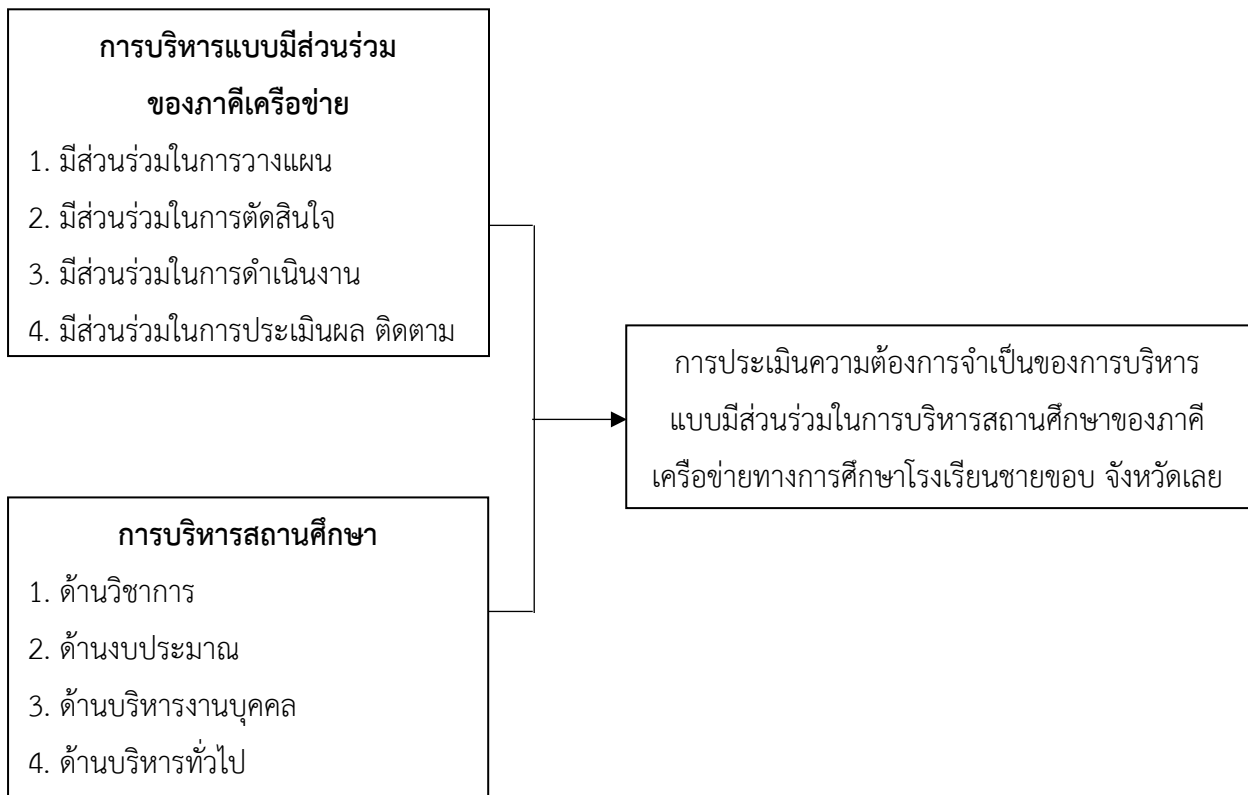 การบริหารแบบมีส่วนร่วม
ของภาคีเครือข่าย
1. มีส่วนร่วมในการวางแผน
2. มีส่วนร่วมในการตัดสินใจ
3. มีส่วนร่วมในการดำเนินงาน
4. มีส่วนร่วมในการประเมินผล ติดตาม
การประเมินความต้องการจำเป็นของการบริหาร
แบบมีส่วนร่วมในการบริหารสถานศึกษาของภาคี
เครือข่ายทางการศึกษาโรงเรียนชายขอบ จังหวัดเลย
การบริหารสถานศึกษา
1. ด้านวิชาการ
2. ด้านงบประมาณ
3. ด้านบริหารงานบุคคล
4. ด้านบริหารทั่วไป